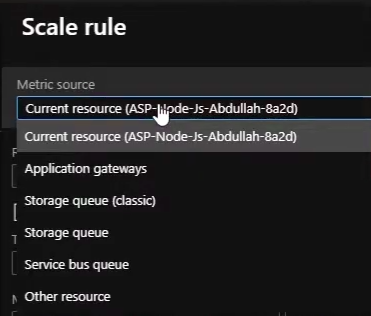 Scale rule
Metric source
Current resource (ASP-Node-Js-Abdullah-8a2d)
Current resource (ASP-Node-Js-Abdullah-8a2d)
Application gateways
Storage queue (classic)
Storage queue
Service bus queue
Other resource